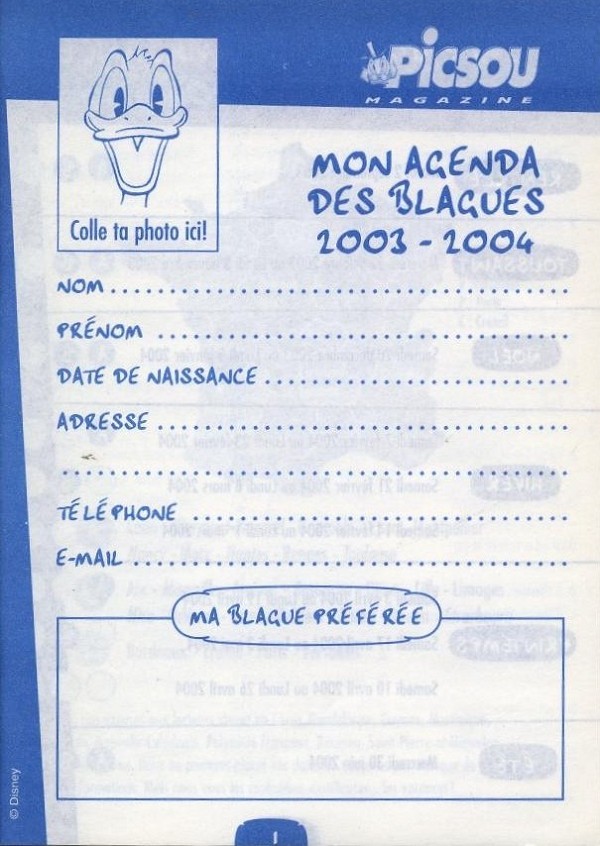 PICSOU
MAGAZINE
Colle ta photo ici!
MON AGENDA
DES BLAGUES
2003 - 2004
NOM
PRÉNOM
DATE DE NAISSANCE
ADRESSE
TÉLÉPHONE
E-MAIL
MA BLAGUE PRÉFÉRÉE
© Disney
1